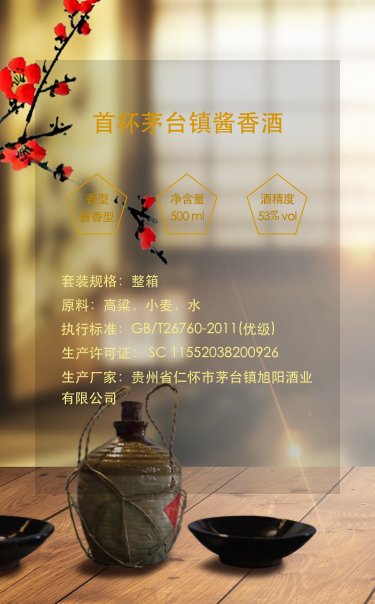 首杯茅台镇酱香酒
香型
酱香型
净含量
500 ml
酒精度
53% vol
套装规格：整箱
原料：高粱，小麦，水
执行标准：GB/T26760-2011(优级)
生产许可证： SC 11552038200926
生产厂家：贵州省仁怀市茅台镇旭阳酒业
有限公司